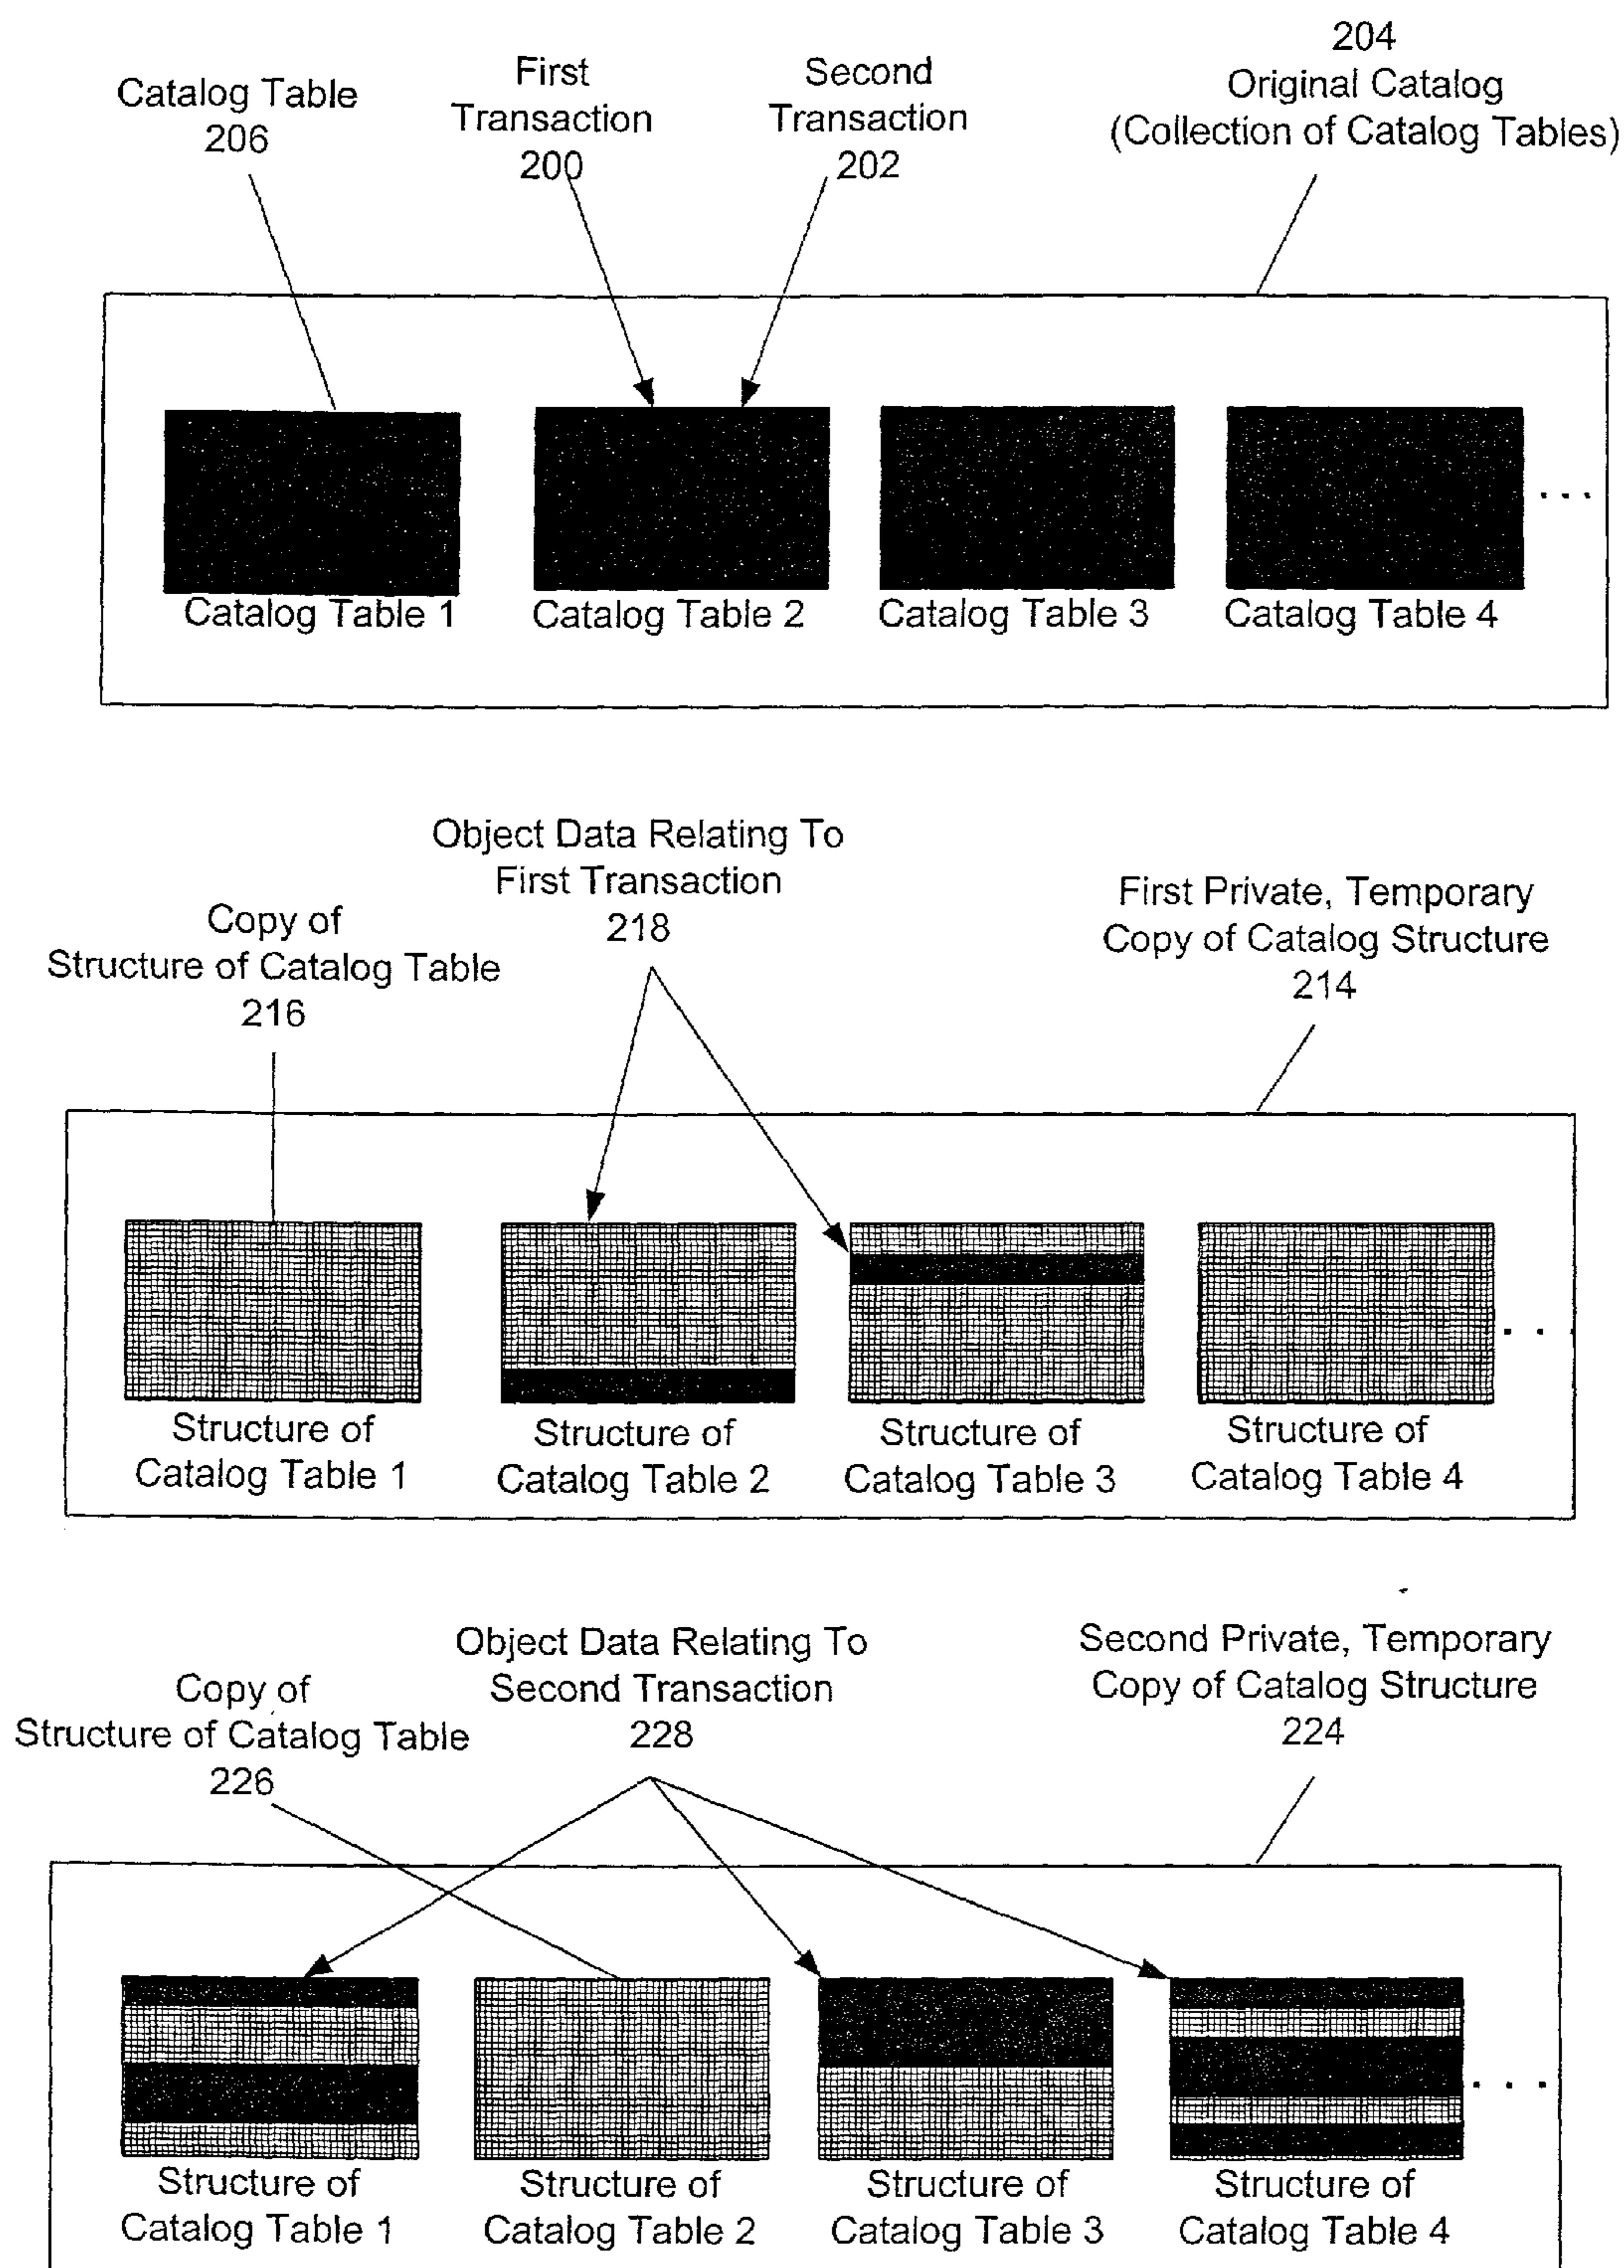 Catalog Table
206
First
Transaction
200
Second
Transaction
202
204
Original Catalog
(Collection of Catalog Tables)
Catalog Table 1
Catalog Table 2
Catalog Table 3
Catalog Table 4
...
Copy of
Structure of Catalog Table
216
Object Data Relating To
First Transaction
218
First Private, Temporary
Copy of Catalog Structure
214
Structure of
Catalog Table 1
Structure of
Catalog Table 2
Structure of
Catalog Table 3
Structure of
Catalog Table 4
...
Copy of
Structure of Catalog Table
226
Object Data Relating To
Second Transaction
228
Second Private, Temporary
Copy of Catalog Structure
224
Structure of
Catalog Table 1
Structure of
Catalog Table 2
Structure of
Catalog Table 3
Structure of
Catalog Table 4
...